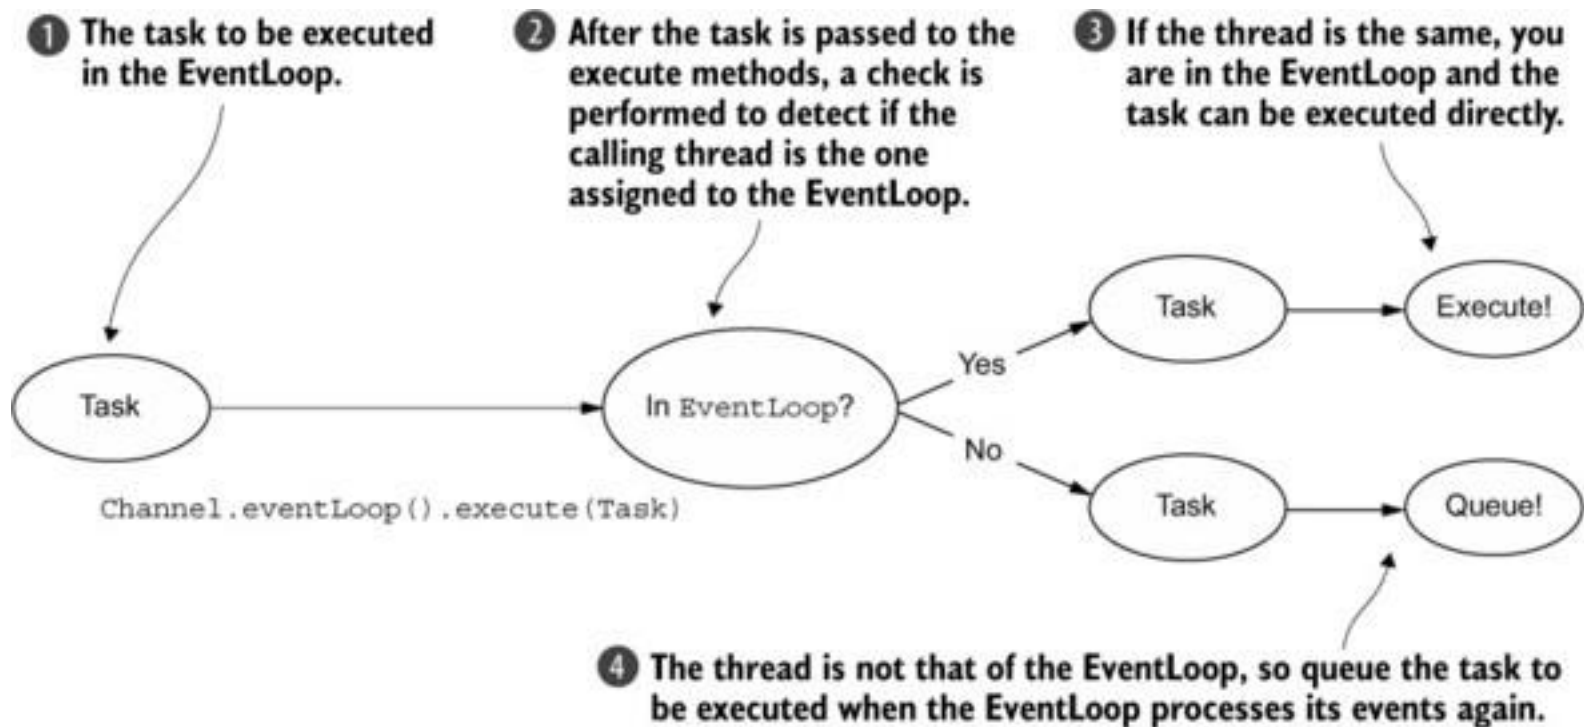 1 The task to be executed
in the EventLoop.
2 After the task is passed to the
execute methods, a check is
performed to detect if the
calling thread is the one
assigned to the EventLoop.
3 If the thread is the same, you
are in the EventLoop and the
task can be executed directly.
Task
Channel.eventLoop().execute(Task)
In EventLoop?
Yes
Task
Execute!
No
Task
Queue!
4 The thread is not that of the EventLoop, so queue the task to
be executed when the EventLoop processes its events again.